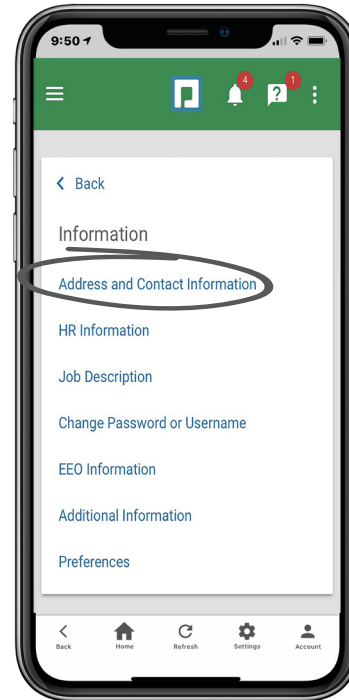 9:50
4
?
1
Back
Information
Address and Contact Information
HR Information
Job Description
Change Password or Username
EEO Information
Additional Information
Preferences
Back Home Refresh Settings Account